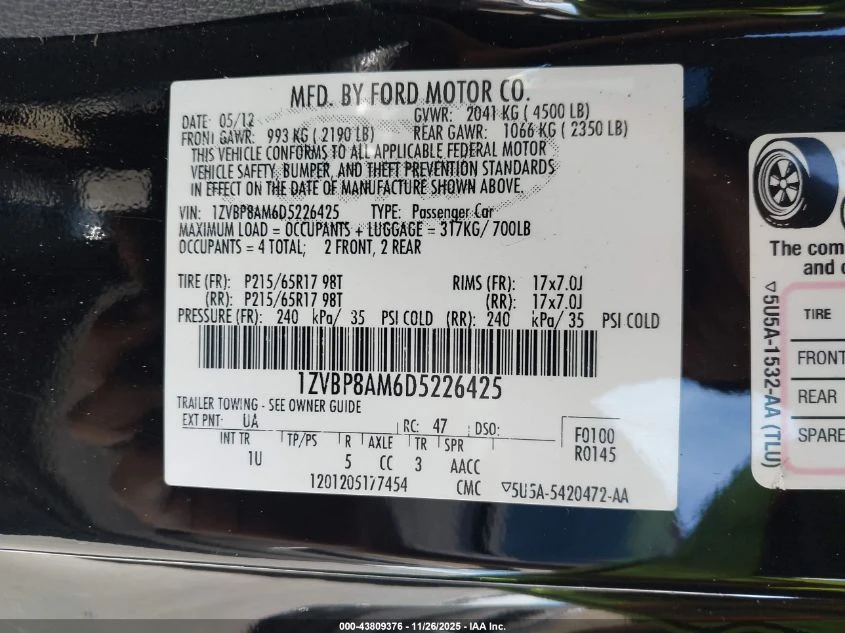 MFD. BY FORD MOTOR CO.
DATE: 05/12
GVWR: 2041 KG ( 4500 LB)
FRONT GAWR: 993 KG ( 2190 LB)
REAR GAWR: 1066 KG ( 2350 LB)
THIS VEHICLE CONFORMS TO ALL APPLICABLE FEDERAL MOTOR
VEHICLE SAFETY, BUMPER, AND THEFT PREVENTION STANDARDS
IN EFFECT ON THE DATE OF MANUFACTURE SHOWN ABOVE.
VIN: 1ZVBP8AM6D5226425 TYPE: Passenger Car
MAXIMUM LOAD = OCCUPANTS + LUGGAGE = 317KG/ 700LB
OCCUPANTS = 4 TOTAL; 2 FRONT, 2 REAR
TIRE (FR): P215/65R17 98T RIMS (FR): 17x7.0J
(RR): P215/65R17 98T (RR): 17x7.0J
PRESSURE (FR): 240 kPa/ 35 PSI COLD (RR): 240 kPa/ 35 PSI COLD
1ZVBP8AM6D5226425
TRAILER TOWING - SEE OWNER GUIDE
EXT PNT: UA RC: 47 DSO:
F0100
R0145
INT TR TP/PS R AXLE TR SPR
1U 5 CC 3 AACC
1201205177454 CMC ▽5U5A-5420472-AA
▽5U5A-1532-AA (TLU)
The com
and
TIRE
FRONT
REAR
SPARE
000-43809376 - 11/26/2025 - IAA Inc.